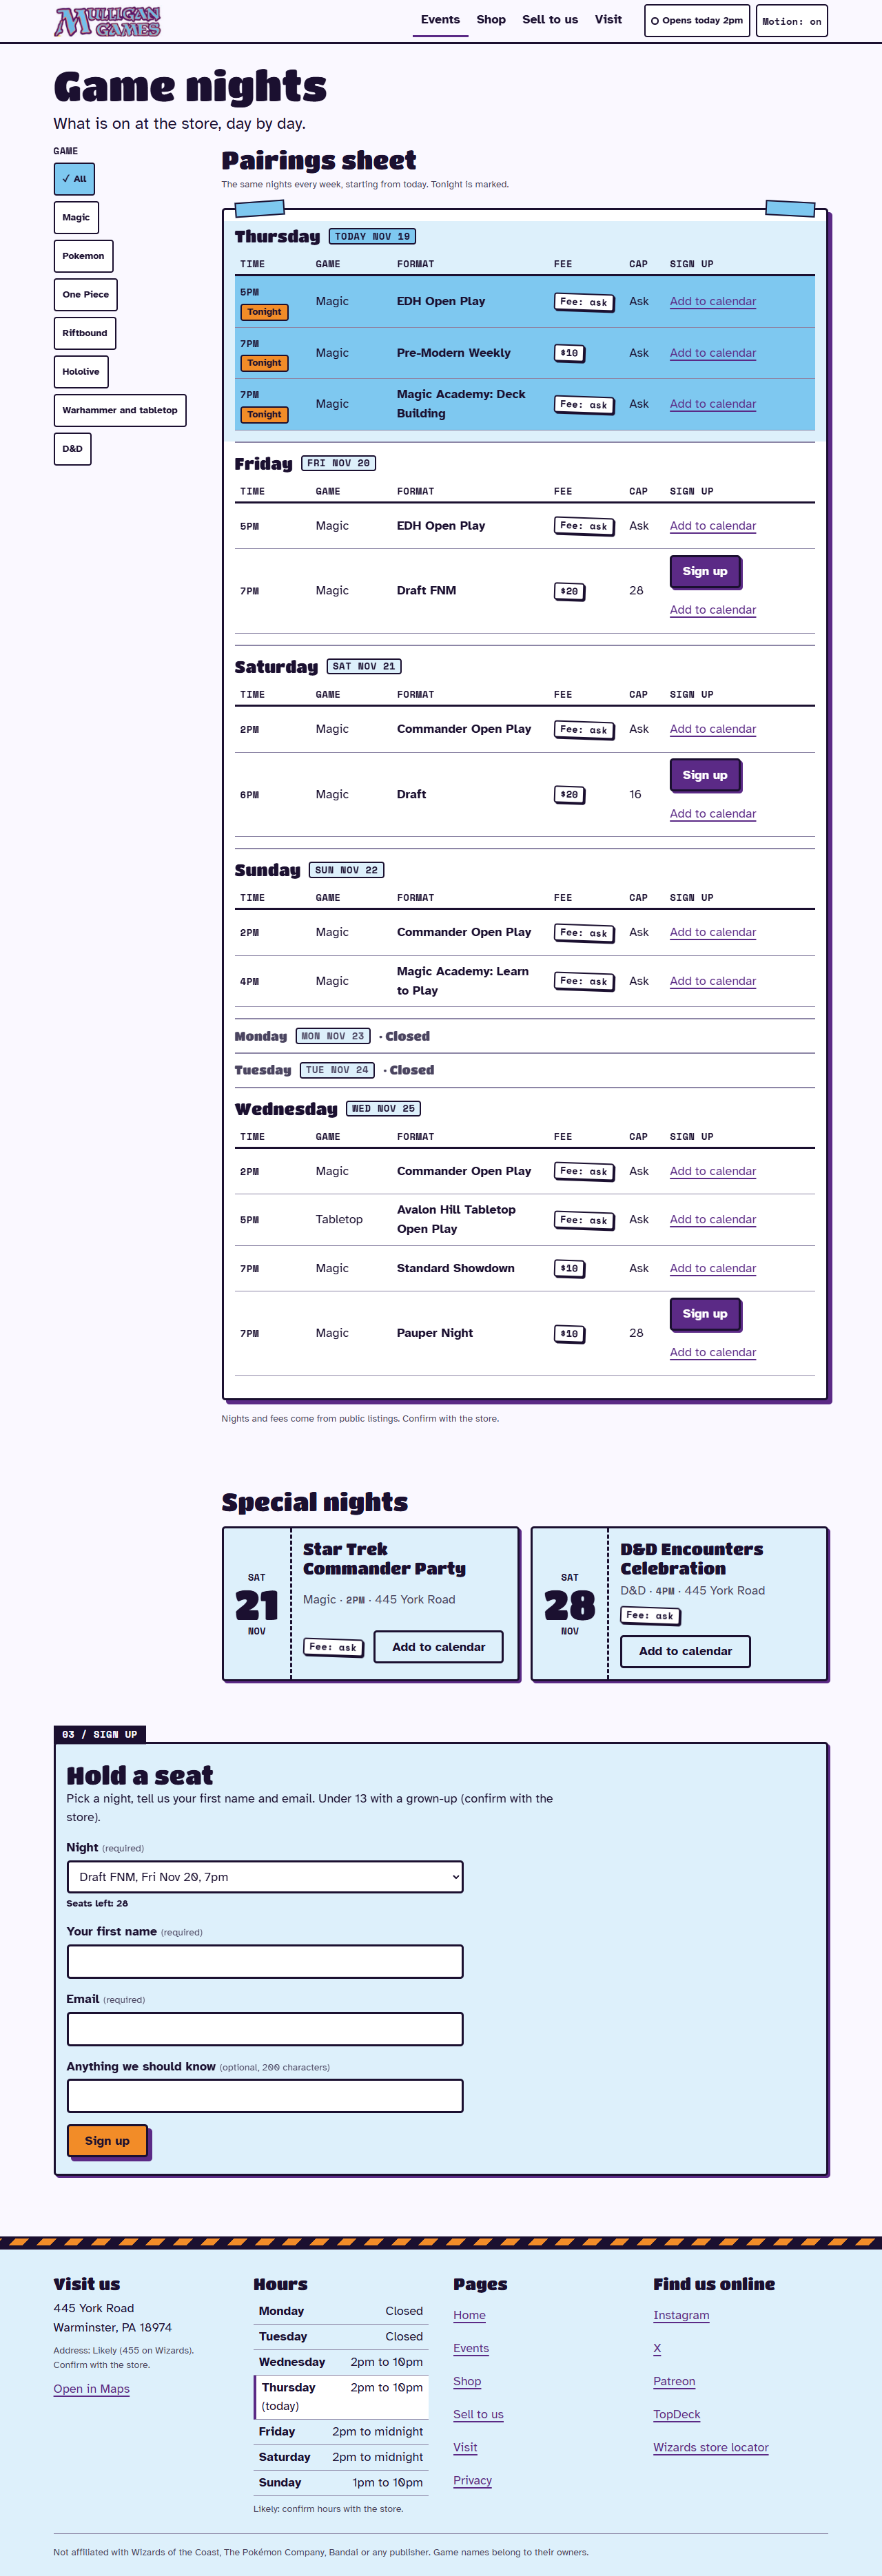 MULLIGAN
GAMES
Events
Shop
Sell to us
Visit
Opens today 2pm
Motion: on
Game nights
What is on at the store, day by day.
GAME
✓ All
Magic
Pokemon
One Piece
Riftbound
Hololive
Warhammer and tabletop
D&D
Pairings sheet
The same nights every week, starting from today. Tonight is marked.
Thursday TODAY NOV 19
TIME GAME FORMAT FEE CAP SIGN UP
5PM Tonight Magic EDH Open Play Fee: ask Ask Add to calendar
7PM Tonight Magic Pre-Modern Weekly $10 Ask Add to calendar
7PM Tonight Magic Magic Academy: Deck Building Fee: ask Ask Add to calendar
Friday FRI NOV 20
TIME GAME FORMAT FEE CAP SIGN UP
5PM Magic EDH Open Play Fee: ask Ask Add to calendar
7PM Magic Draft FNM $20 28 Sign up
Add to calendar
Saturday SAT NOV 21
TIME GAME FORMAT FEE CAP SIGN UP
2PM Magic Commander Open Play Fee: ask Ask Add to calendar
6PM Magic Draft $20 16 Sign up
Add to calendar
Sunday SUN NOV 22
TIME GAME FORMAT FEE CAP SIGN UP
2PM Magic Commander Open Play Fee: ask Ask Add to calendar
4PM Magic Magic Academy: Learn to Play Fee: ask Ask Add to calendar
Monday MON NOV 23 · Closed
Tuesday TUE NOV 24 · Closed
Wednesday WED NOV 25
TIME GAME FORMAT FEE CAP SIGN UP
2PM Magic Commander Open Play Fee: ask Ask Add to calendar
5PM Tabletop Avalon Hill Tabletop Open Play Fee: ask Ask Add to calendar
7PM Magic Standard Showdown $10 Ask Add to calendar
7PM Magic Pauper Night $10 28 Sign up
Add to calendar
Nights and fees come from public listings. Confirm with the store.
Special nights
SAT
21
NOV
Star Trek
Commander Party
Magic · 2PM · 445 York Road
Fee: ask
Add to calendar
SAT
28
NOV
D&D Encounters
Celebration
D&D · 4PM · 445 York Road
Fee: ask
Add to calendar
03 / SIGN UP
Hold a seat
Pick a night, tell us your first name and email. Under 13 with a grown-up (confirm with the
store).
Night (required)
Draft FNM, Fri Nov 20, 7pm
Seats left: 28
Your first name (required)
Email (required)
Anything we should know (optional, 200 characters)
Sign up
Visit us
445 York Road
Warminster, PA 18974
Address: Likely (455 on Wizards).
Confirm with the store.
Open in Maps
Hours
Monday Closed
Tuesday Closed
Wednesday 2pm to 10pm
Thursday (today) 2pm to 10pm
Friday 2pm to midnight
Saturday 2pm to midnight
Sunday 1pm to 10pm
Likely: confirm hours with the store.
Pages
Home
Events
Shop
Sell to us
Visit
Privacy
Find us online
Instagram
X
Patreon
TopDeck
Wizards store locator
Not affiliated with Wizards of the Coast, The Pokémon Company, Bandai or any publisher. Game names belong to their owners.